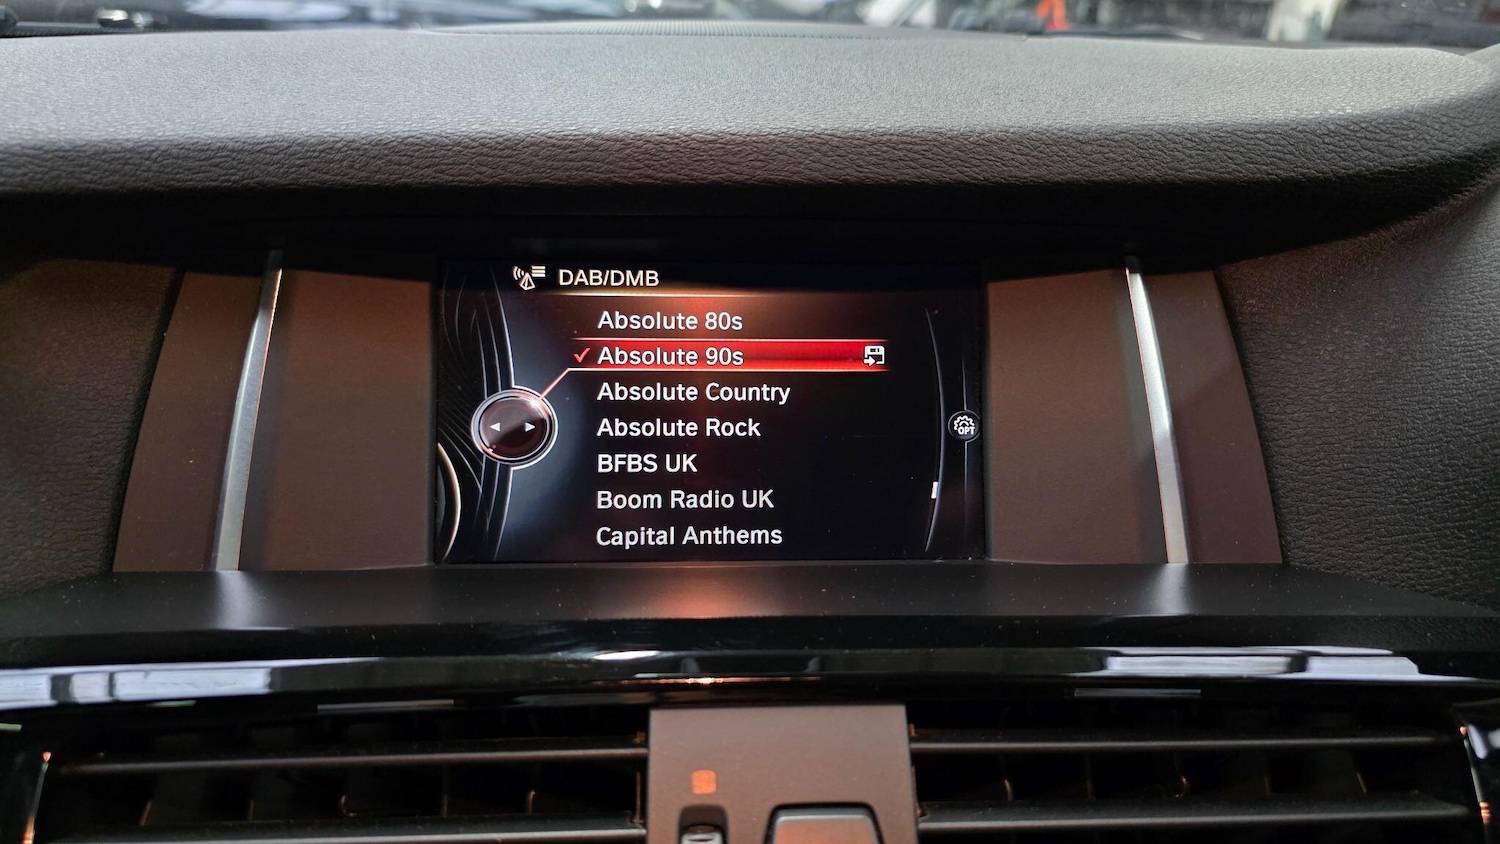 DAB/DMB
Absolute 80s
Absolute 90s
Absolute Country
Absolute Rock
OPT
BFBS UK
Boom Radio UK
Capital Anthems